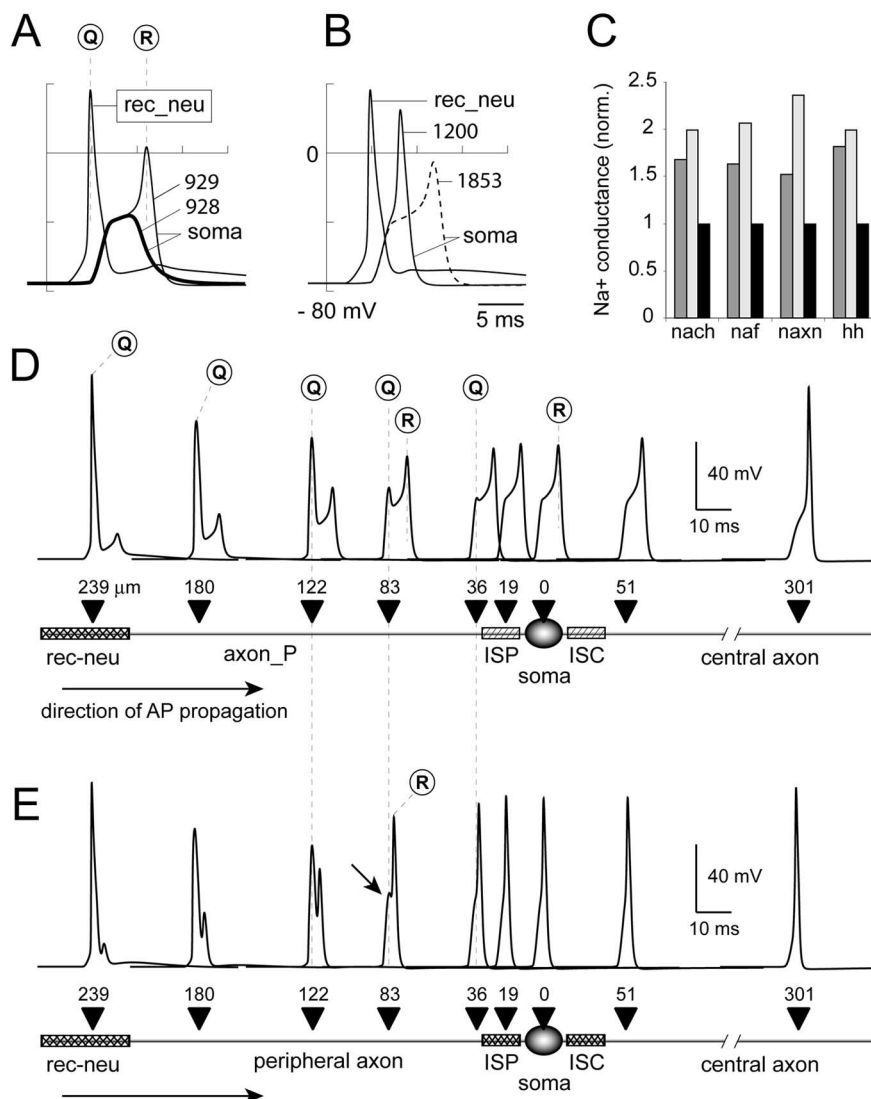 A
Q
R
rec_neu
929
928
soma
B
rec_neu
1200
0
1853
soma
- 80 mV
5 ms
C
Na+ conductance (norm.)
2.5
2
1.5
1
0.5
0
nach
naf
naxn
hh
D
Q
Q
Q
Q
R
Q
R
40 mV
10 ms
239 µm
180
122
83
36
19
0
51
301
rec-neu
axon_P
ISP
soma
ISC
central axon
direction of AP propagation
E
R
40 mV
10 ms
239
180
122
83
36
19
0
51
301
rec-neu
peripheral axon
ISP
soma
ISC
central axon